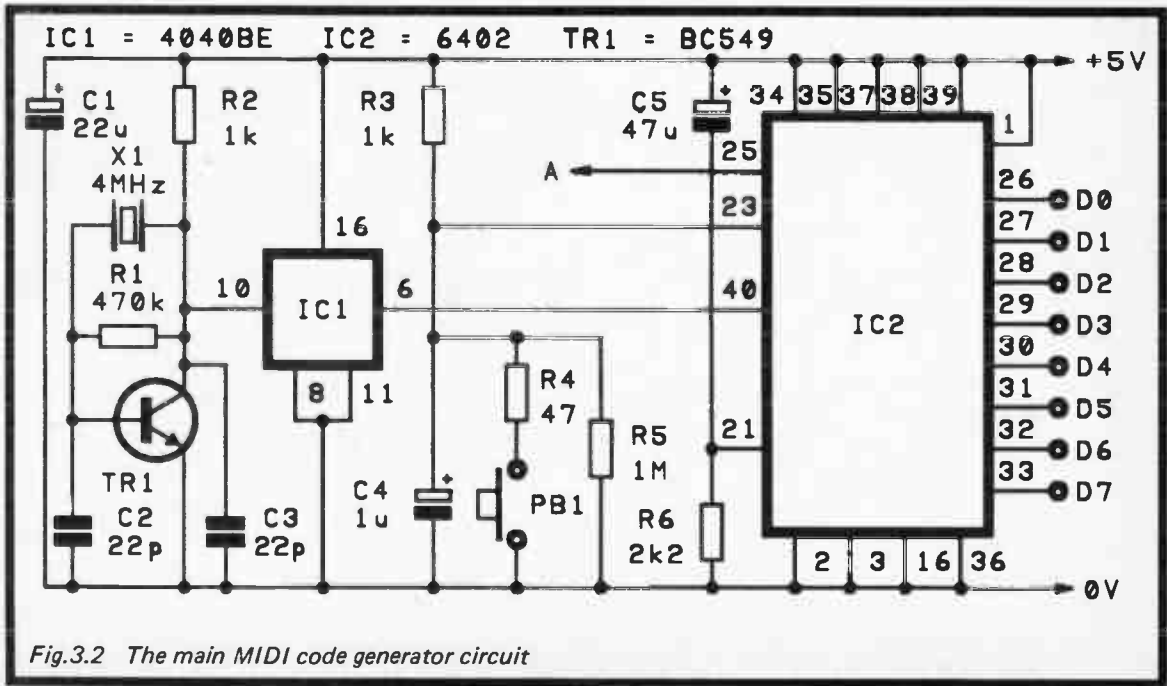 IC1 = 4040BE IC2 = 6402 TR1 = BC549
+5V
C1
22u
R2
1k
R3
1k
C5
47u
34 35 37 38 39
1
X1
4MHz
A
25
26
D0
23
27
D1
16
28
D2
R1
470k
10
IC1
6
40
29
D3
IC2
30
D4
8
11
R4
47
31
D5
21
32
D6
R5
1M
33
D7
TR1
C2
22p
C3
22p
C4
1u
PB1
R6
2k2
2 3 16 36
0V
Fig.3.2 The main MIDI code generator circuit